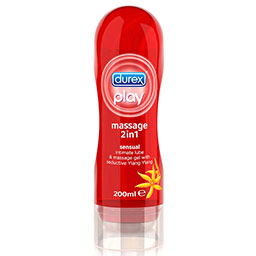 durex
play
massage
2in1
sensual
intimate lube
& massage gel with
seductive Ylang Ylang
200ml e